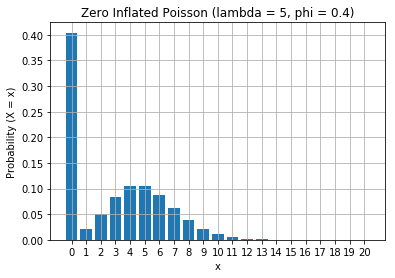 Zero Inflated Poisson (lambda = 5, phi = 0.4)
Probability (X = x)
0.40
0.35
0.30
0.25
0.20
0.15
0.10
0.05
0.00
0 1 2 3 4 5 6 7 8 9 10 11 12 13 14 15 16 17 18 19 20
x